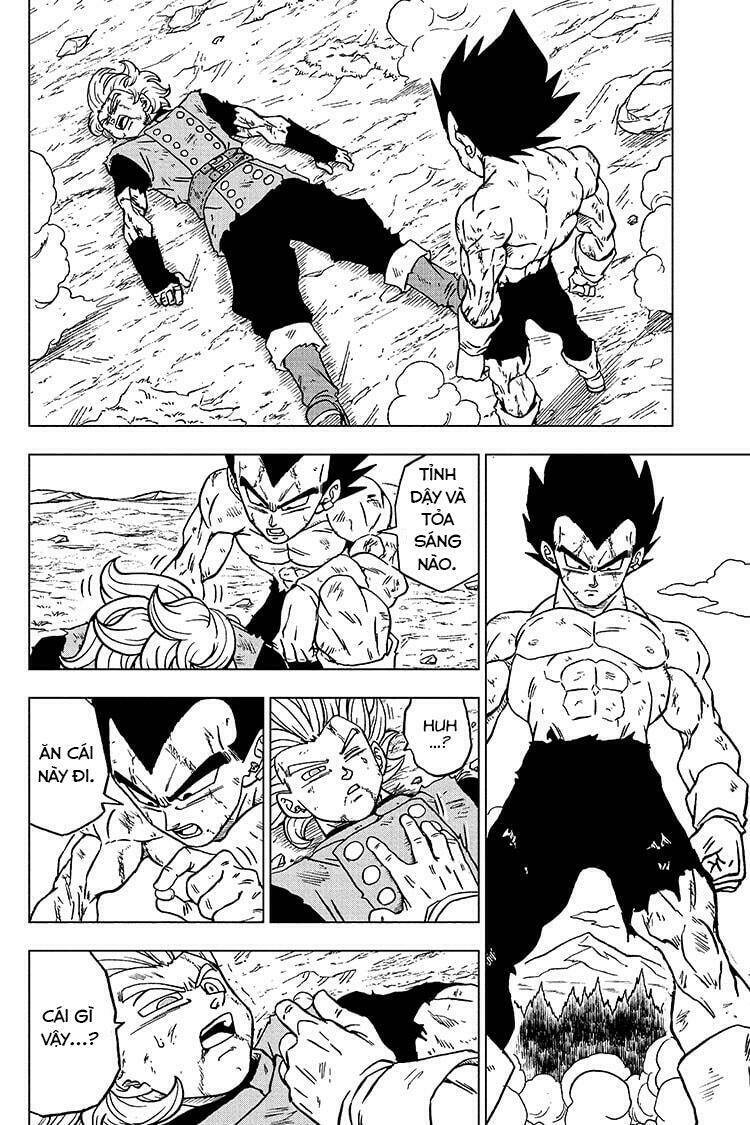 TỈNH
DẬY VÀ
TỎA
SÁNG
NÀO.
HUH
...?
ĂN CÁI
NÀY ĐI.
CÁI GÌ
VẬY...?